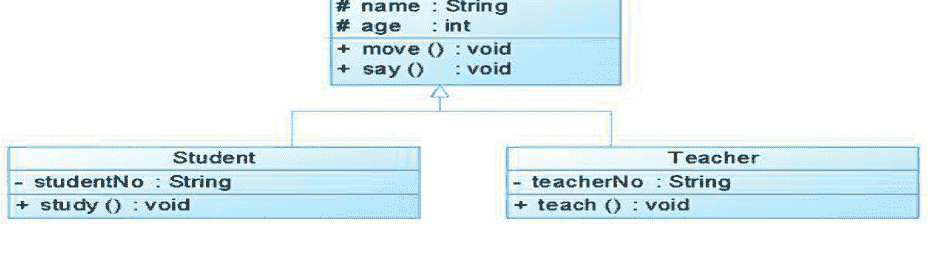 # name : String
# age : int
+ move () : void
+ say () : void
Student
- studentNo : String
+ study () : void
Teacher
- teacherNo : String
+ teach () : void